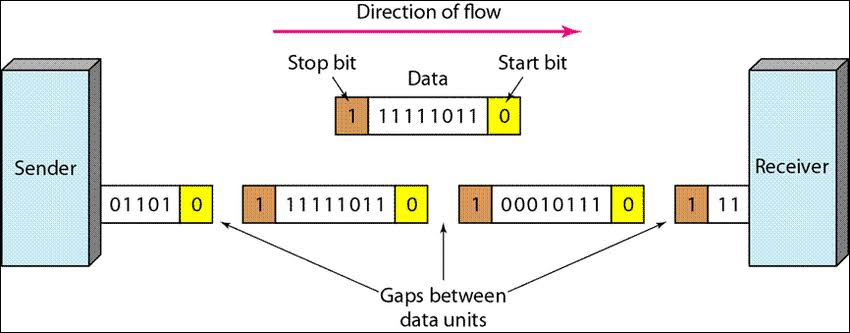 Direction of flow
Stop bit
Data
Start bit
1 11111011 0
Sender
Receiver
01101 0
1 11111011 0
1 00010111 0
1 11
Gaps between
data units